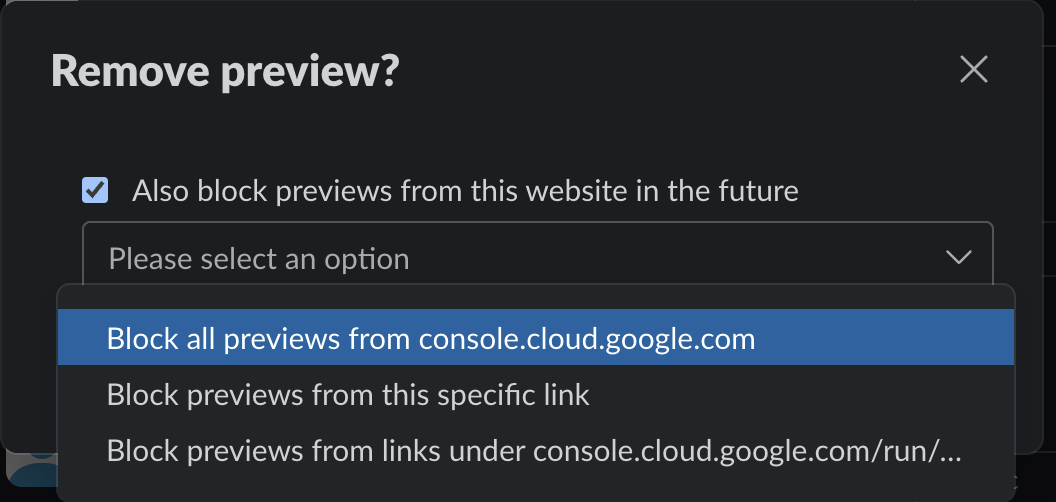 Remove preview?
Also block previews from this website in the future
Please select an option
Block all previews from console.cloud.google.com
Block previews from this specific link
Block previews from links under console.cloud.google.com/run/...